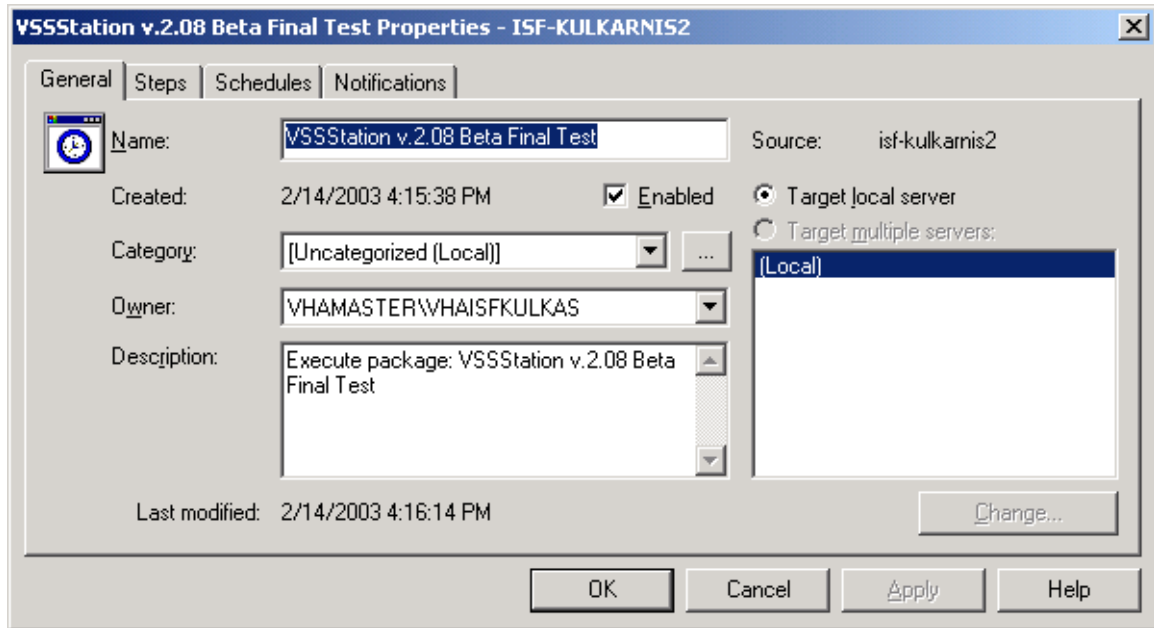 VSSStation v.2.08 Beta Final Test Properties - ISF-KULKARNIS2
General Steps Schedules Notifications
Name: VSSStation v.2.08 Beta Final Test Source: isf-kulkarnis2
Created: 2/14/2003 4:15:38 PM Enabled Target local server
Target multiple servers:
Category: [Uncategorized (Local)] ... (Local)
Owner: VHAMASTER\VHAISFKULKAS
Description: Execute package: VSSStation v.2.08 Beta
Final Test
Last modified: 2/14/2003 4:16:14 PM Change...
OK Cancel Apply Help